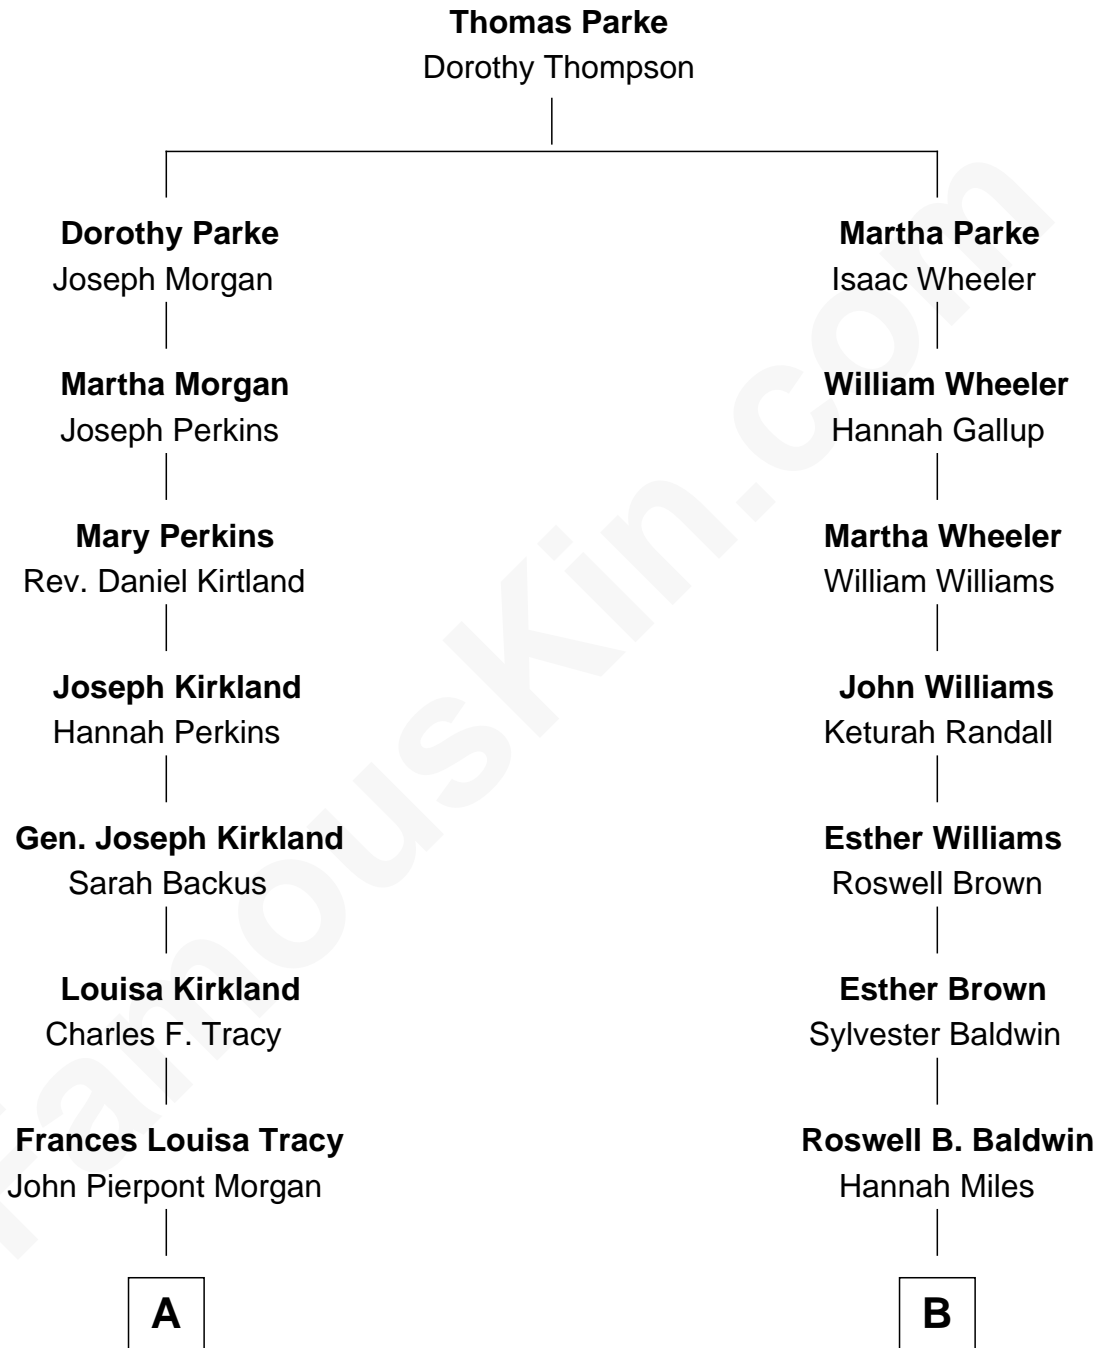 Thomas Parke
Dorothy Thompson
Dorothy Parke
Joseph Morgan
Martha Parke
Isaac Wheeler
Martha Morgan
Joseph Perkins
William Wheeler
Hannah Gallup
Mary Perkins
Rev. Daniel Kirtland
Martha Wheeler
William Williams
Joseph Kirkland
Hannah Perkins
John Williams
Keturah Randall
Gen. Joseph Kirkland
Sarah Backus
Esther Williams
Roswell Brown
Louisa Kirkland
Charles F. Tracy
Esther Brown
Sylvester Baldwin
Frances Louisa Tracy
John Pierpont Morgan
Roswell B. Baldwin
Hannah Miles
A
B
FamousKin.com